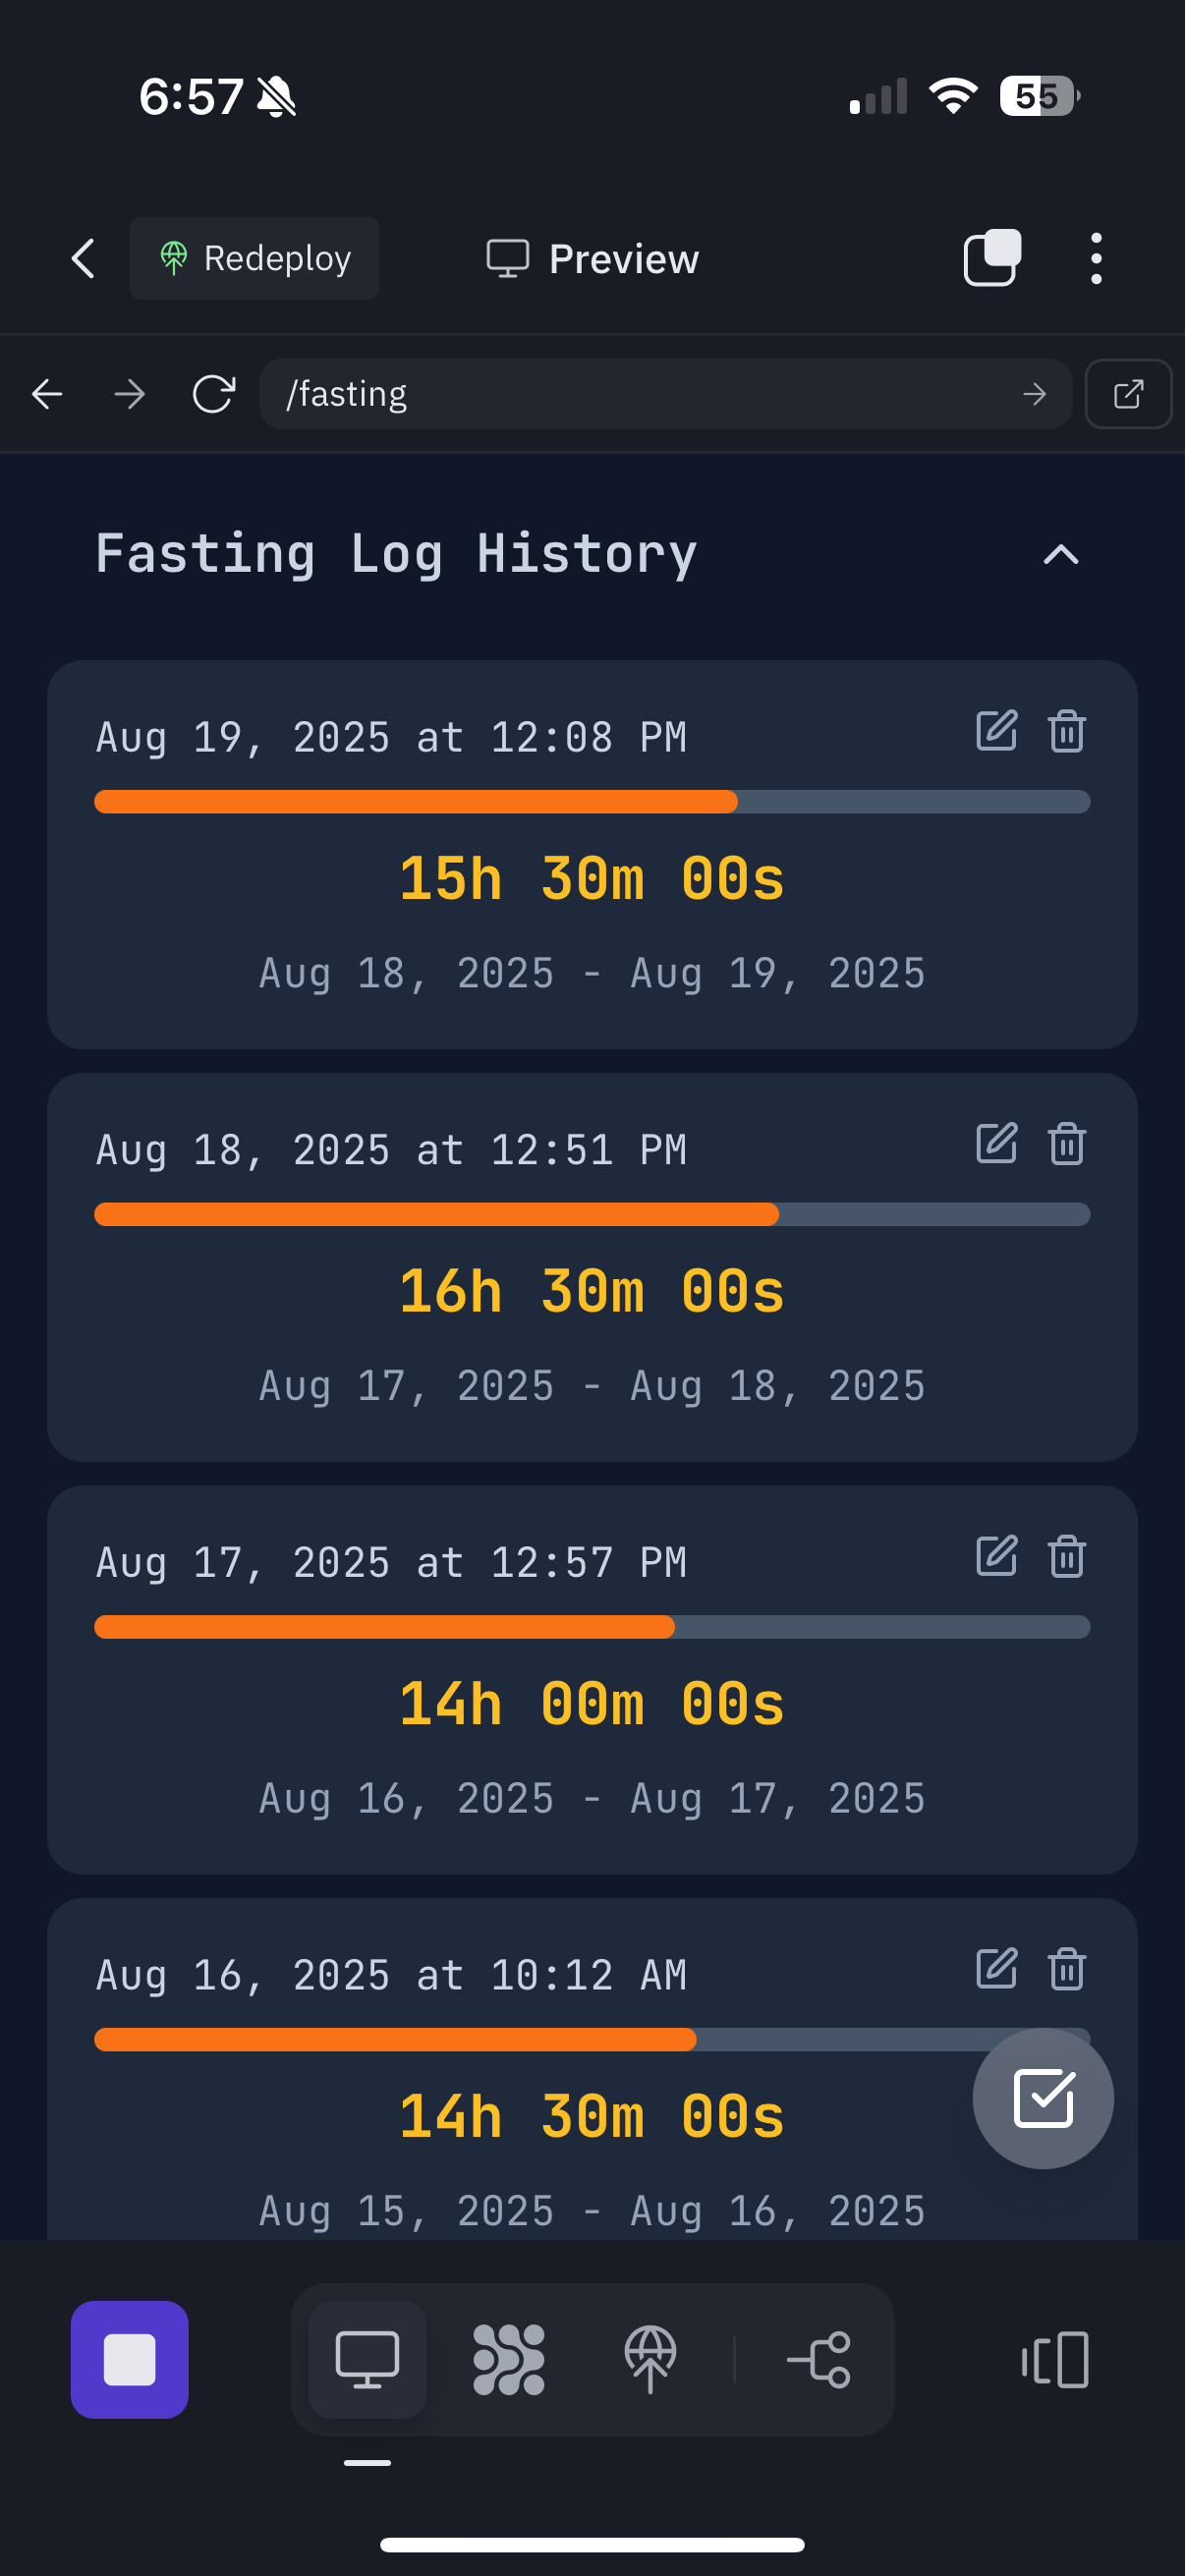 6:57
55
Redeploy
Preview
/fasting
Fasting Log History
Aug 19, 2025 at 12:08 PM
15h 30m 00s
Aug 18, 2025 - Aug 19, 2025
Aug 18, 2025 at 12:51 PM
16h 30m 00s
Aug 17, 2025 - Aug 18, 2025
Aug 17, 2025 at 12:57 PM
14h 00m 00s
Aug 16, 2025 - Aug 17, 2025
Aug 16, 2025 at 10:12 AM
14h 30m 00s
Aug 15, 2025 - Aug 16, 2025